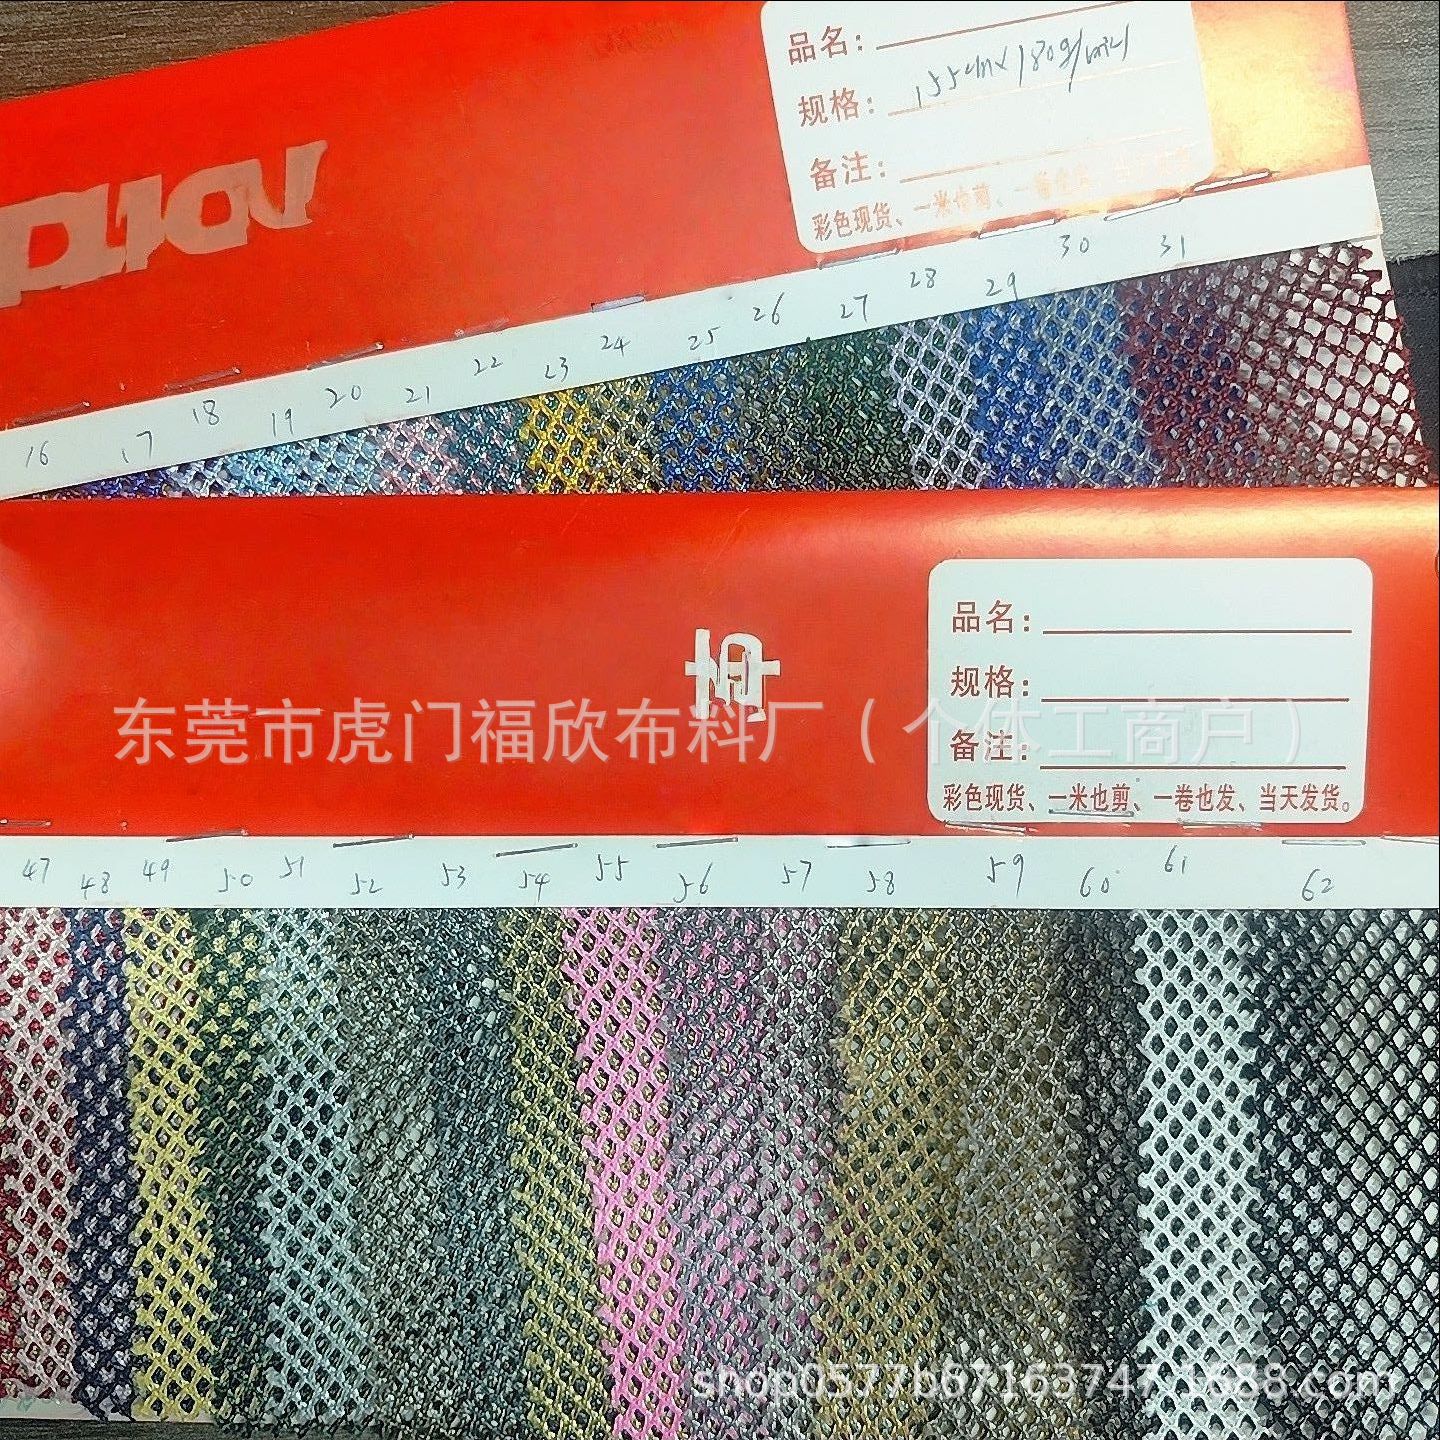 品名：
规格：155cm×180g/m
备注：
彩色现货、一米也剪、一卷也发、当天发货
16 17 18 19 20 21 22 23 24 25 26 27 28 29 30 31
品名：
规格：
备注：
彩色现货、一米也剪、一卷也发、当天发货。
东莞市虎门福欣布料厂（个体工商户）
47 48 49 50 51 52 53 54 55 56 57 58 59 60 61 62
shop0577b67163747.1688.com